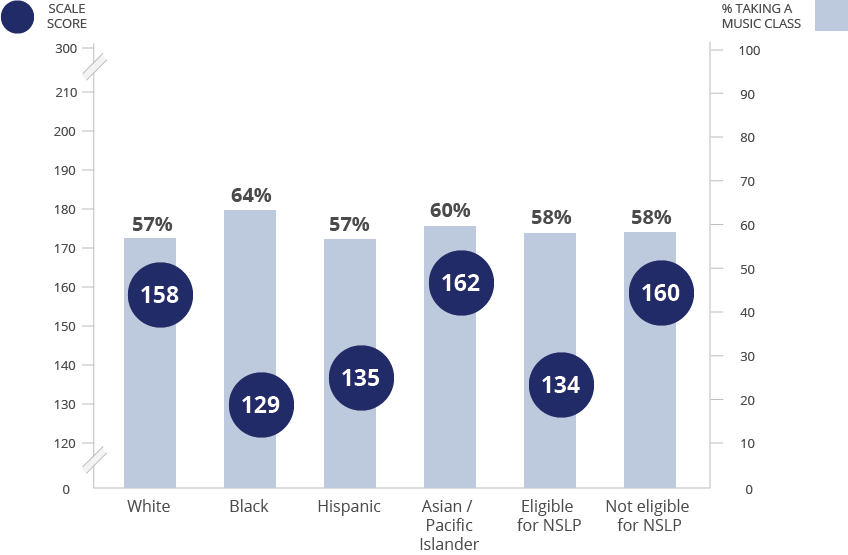 SCALE
SCORE
% TAKING A
MUSIC CLASS
300
210
200
190
180
170
160
150
140
130
120
0
100
90
80
70
60
50
40
30
20
10
0
57%
64%
57%
60%
58%
58%
158
129
135
162
134
160
White
Black
Hispanic
Asian /
Pacific
Islander
Eligible
for NSLP
Not eligible
for NSLP